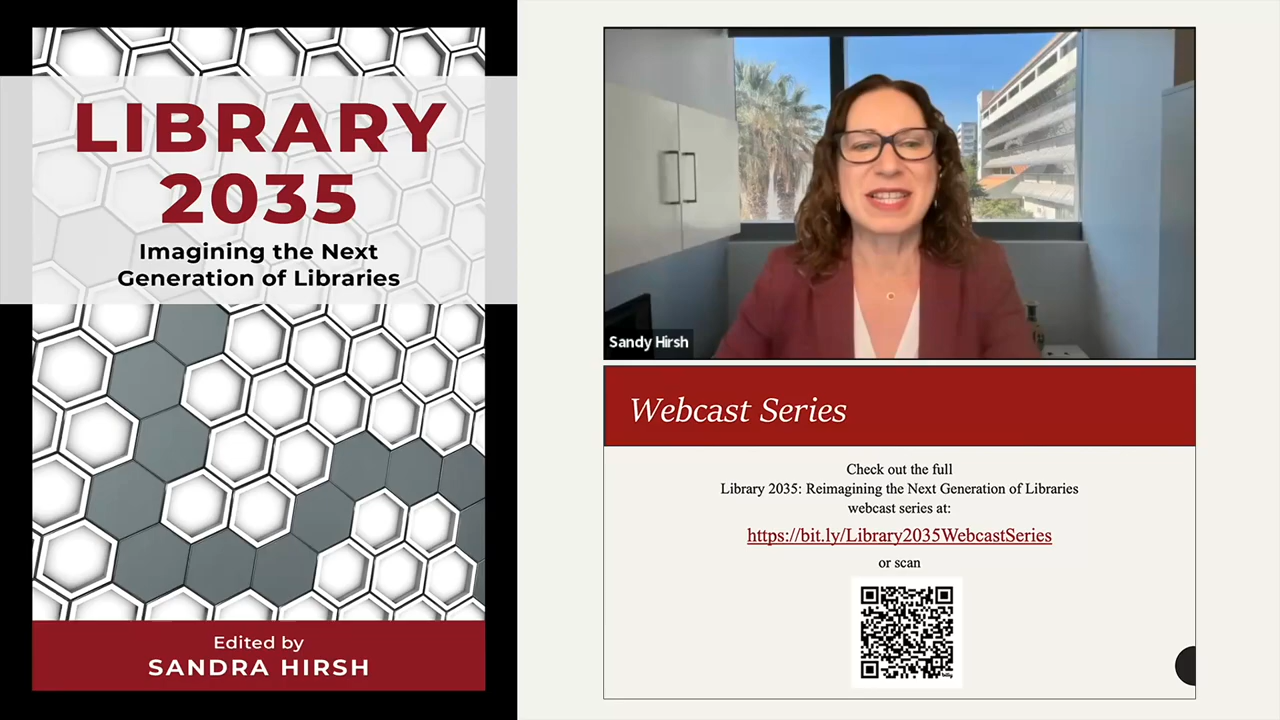 LIBRARY
2035
Imagining the Next
Generation of Libraries
Edited by
SANDRA HIRSH
Sandy Hirsh
Webcast Series
Check out the full
Library 2035: Reimagining the Next Generation of Libraries
webcast series at:
https://bit.ly/Library2035WebcastSeries
or scan